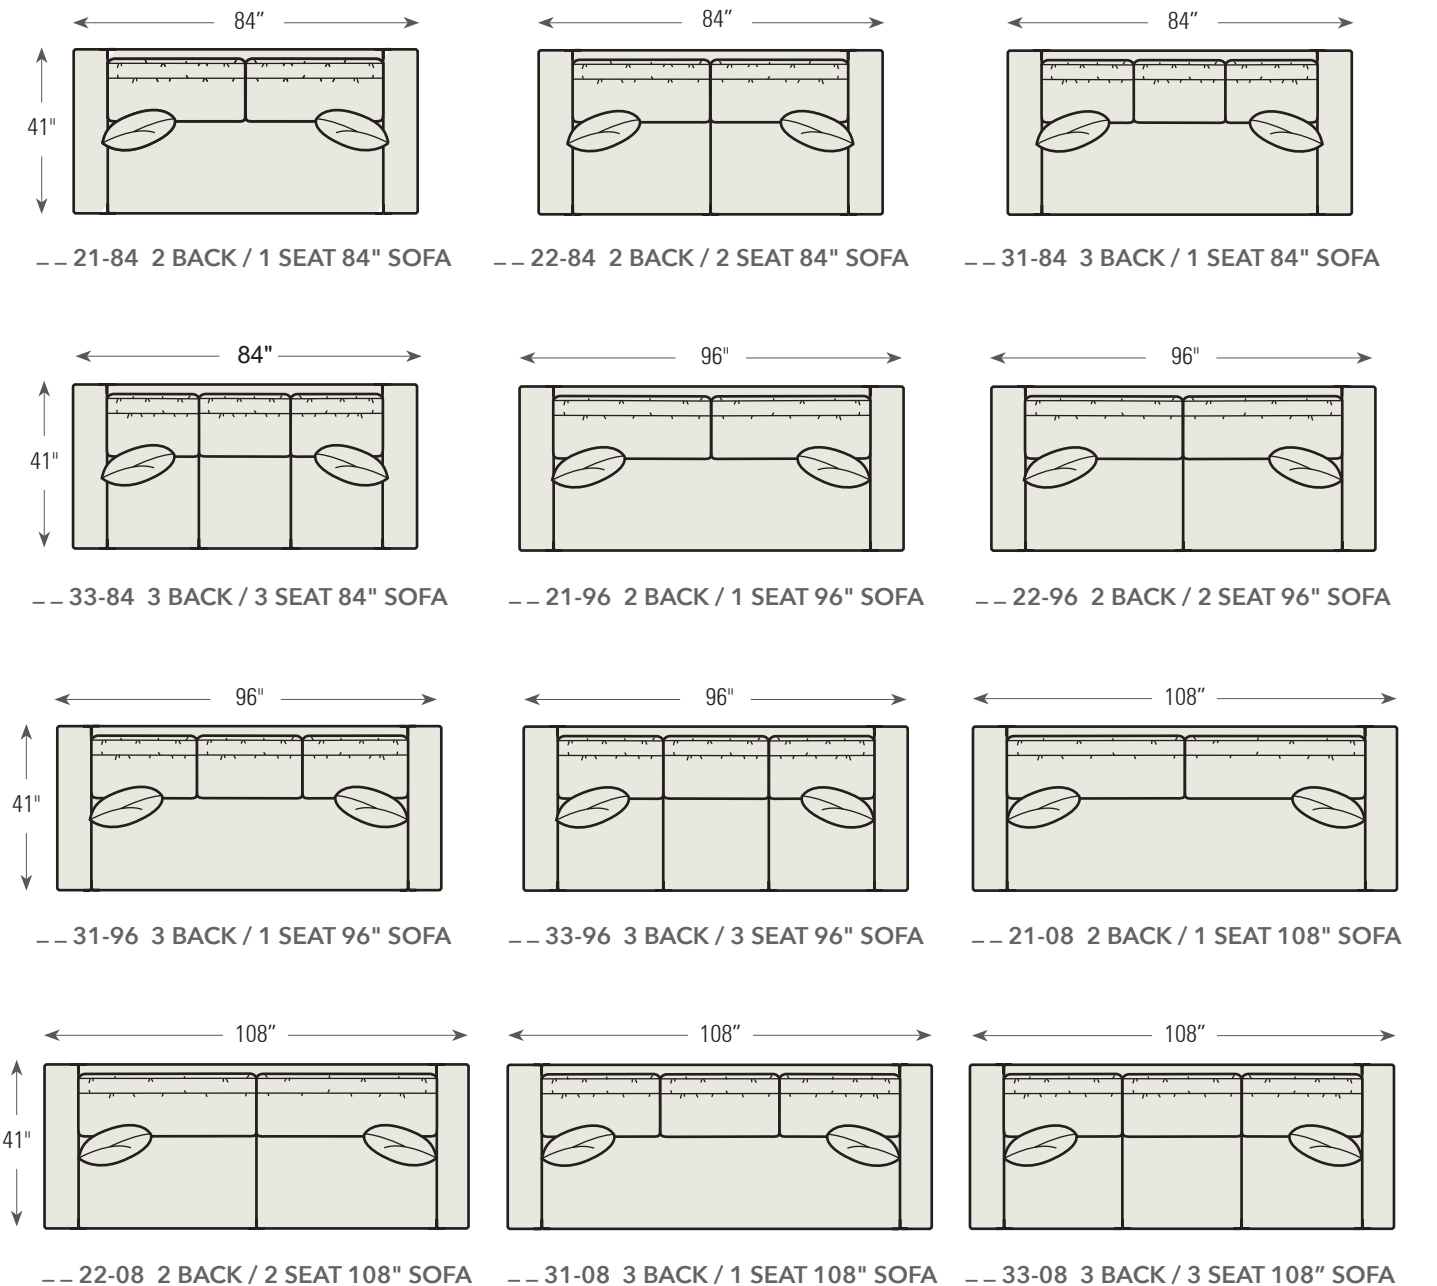 84”
84”
84”
41"
_ _ 21-84 2 BACK / 1 SEAT 84" SOFA
_ _ 22-84 2 BACK / 2 SEAT 84" SOFA
_ _ 31-84 3 BACK / 1 SEAT 84" SOFA
84"
96"
96"
41"
_ _ 33-84 3 BACK / 3 SEAT 84" SOFA
_ _ 21-96 2 BACK / 1 SEAT 96" SOFA
_ _ 22-96 2 BACK / 2 SEAT 96" SOFA
96"
96"
108”
41"
_ _ 31-96 3 BACK / 1 SEAT 96" SOFA
_ _ 33-96 3 BACK / 3 SEAT 96" SOFA
_ _ 21-08 2 BACK / 1 SEAT 108" SOFA
108”
108”
108”
41"
_ _ 22-08 2 BACK / 2 SEAT 108" SOFA
_ _ 31-08 3 BACK / 1 SEAT 108" SOFA
_ _ 33-08 3 BACK / 3 SEAT 108” SOFA